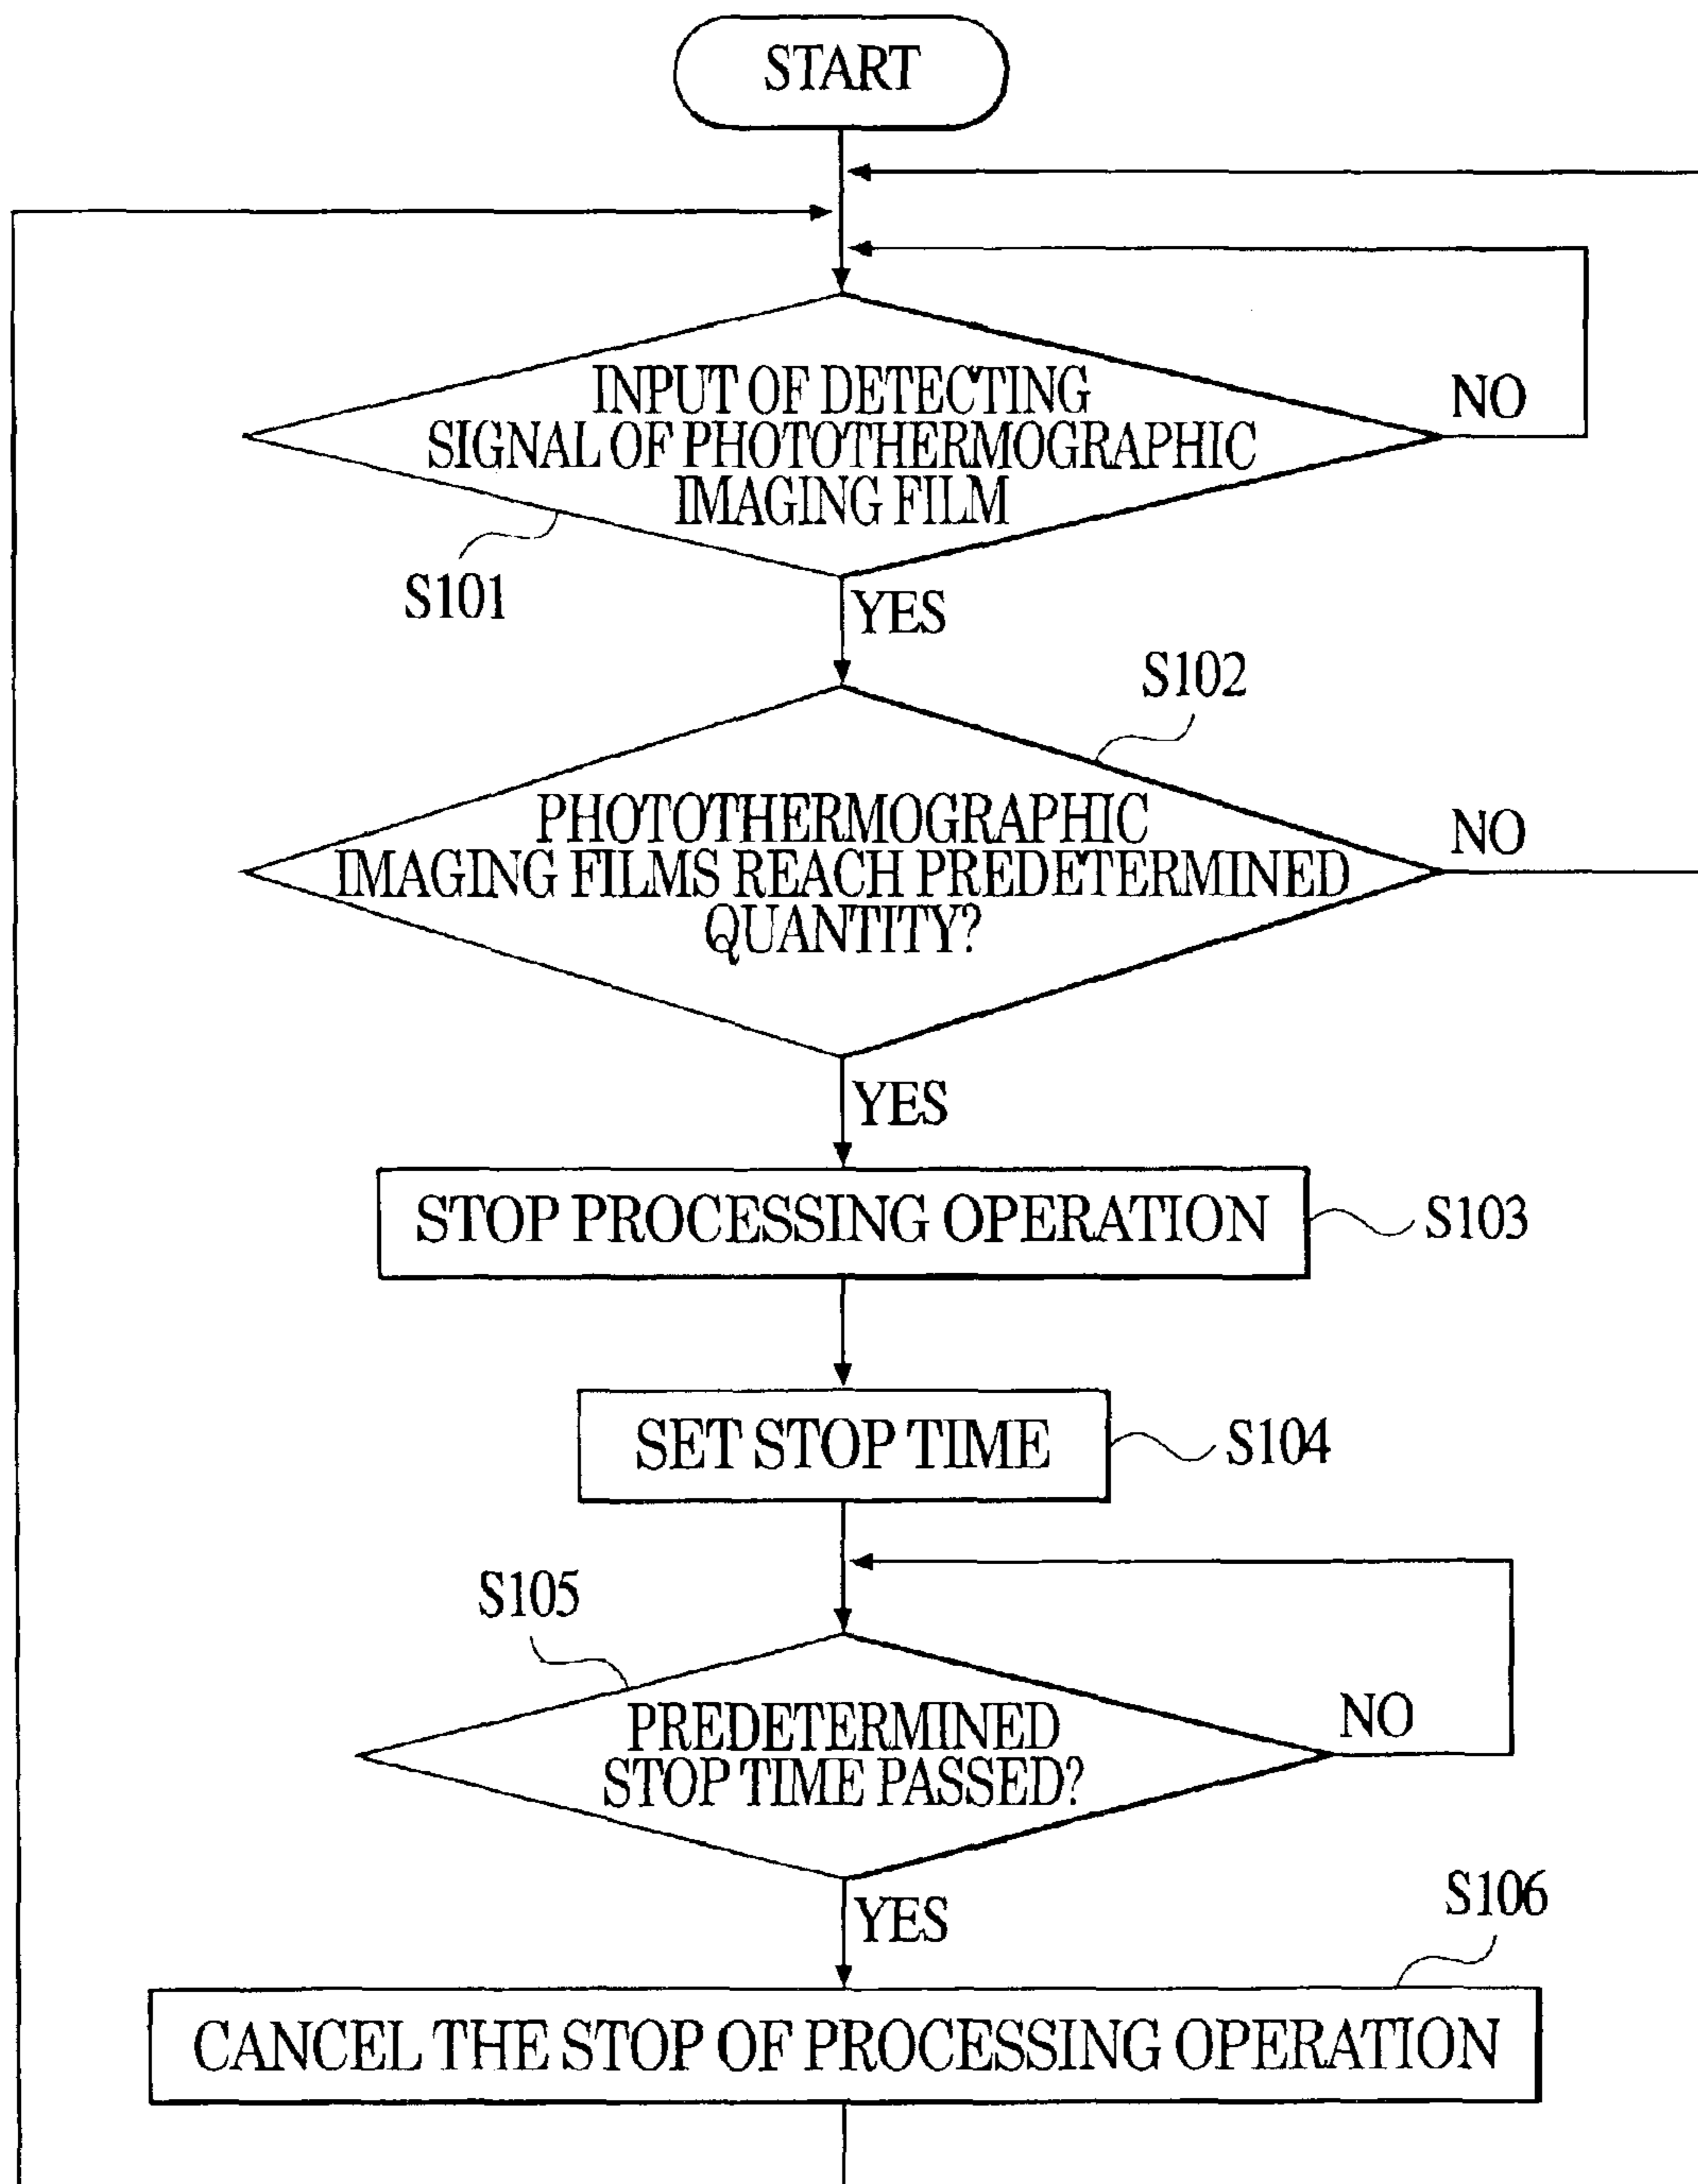 START
INPUT OF DETECTING
SIGNAL OF PHOTOTHERMOGRAPHIC
IMAGING FILM
NO
S101
YES
S102
PHOTOTHERMOGRAPHIC
IMAGING FILMS REACH PREDETERMINED
QUANTITY?
NO
YES
STOP PROCESSING OPERATION
S103
SET STOP TIME
S104
S105
PREDETERMINED
STOP TIME PASSED?
NO
YES
S106
CANCEL THE STOP OF PROCESSING OPERATION